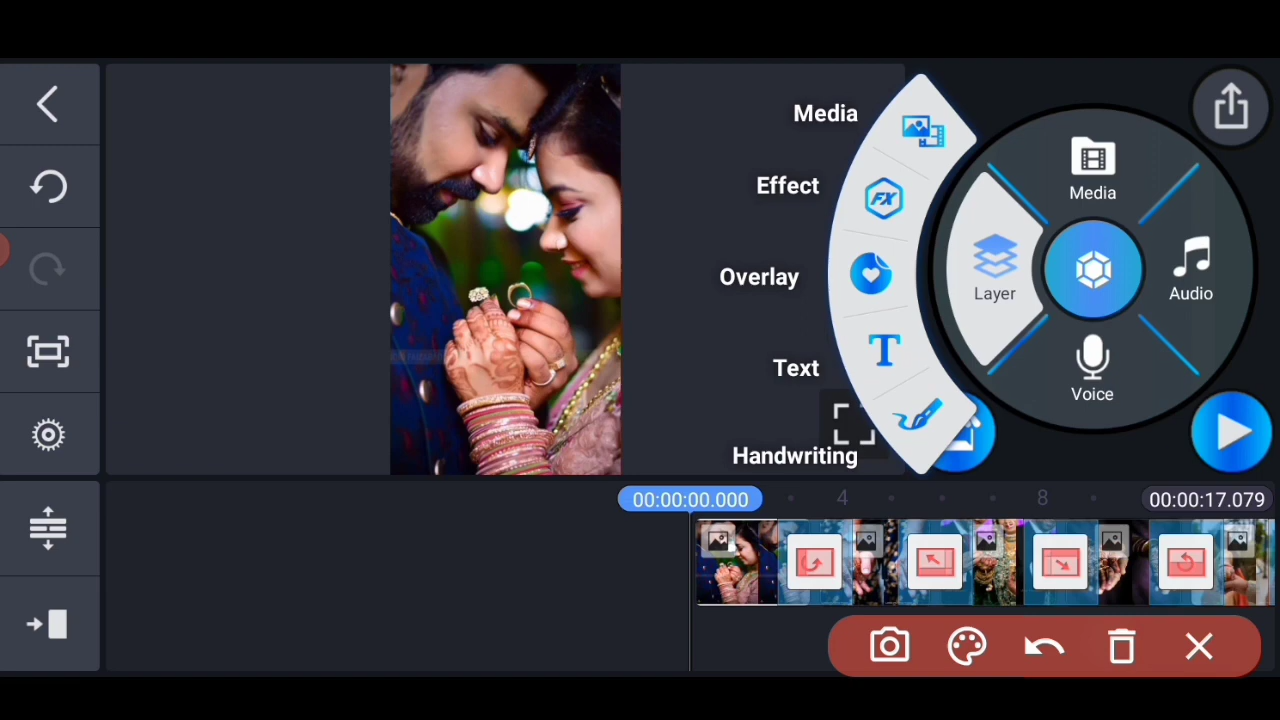 Media
Effect
Overlay
Text
Handwriting
Media
Layer
Audio
Voice
FX
T
00:00:00.000
4
8
00:00:17.079